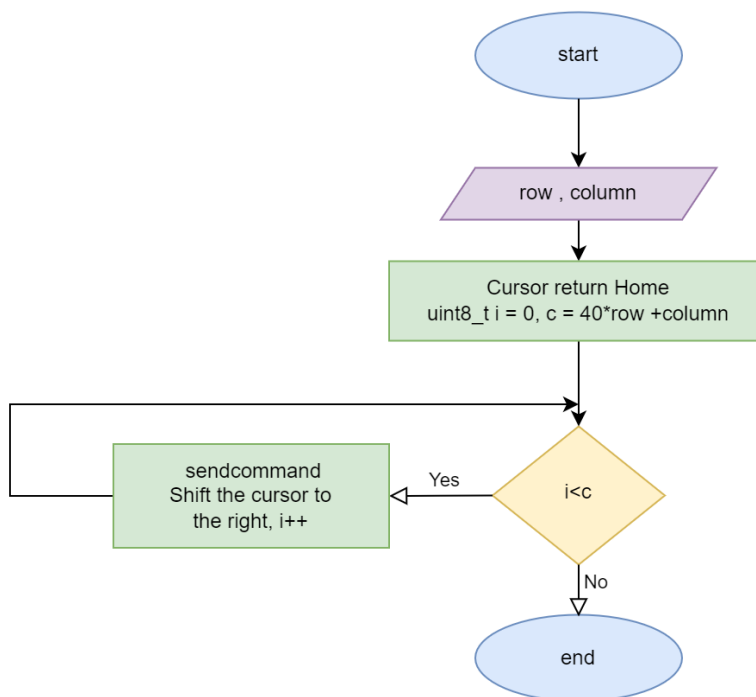 start
row , column
Cursor return Home
uint8_t i = 0, c = 40*row +column
sendcommand
Shift the cursor to
the right, i++
Yes
i<c
No
end